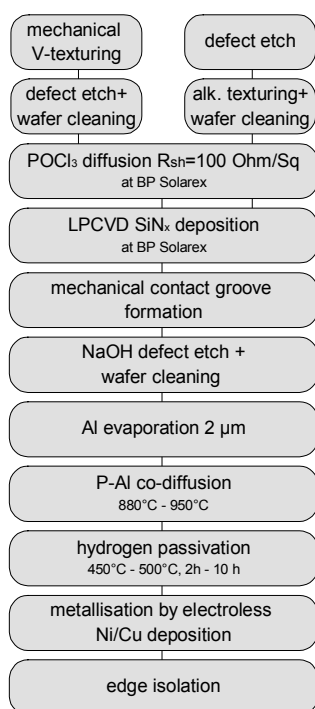 mechanical
V-texturing
defect etch
defect etch+
wafer cleaning
alk. texturing+
wafer cleaning
POCl₃ diffusion Rsh=100 Ohm/Sq
at BP Solarex
LPCVD SiNₓ deposition
at BP Solarex
mechanical contact groove
formation
NaOH defect etch +
wafer cleaning
Al evaporation 2 µm
P-Al co-diffusion
880°C - 950°C
hydrogen passivation
450°C - 500°C, 2h - 10 h
metallisation by electroless
Ni/Cu deposition
edge isolation